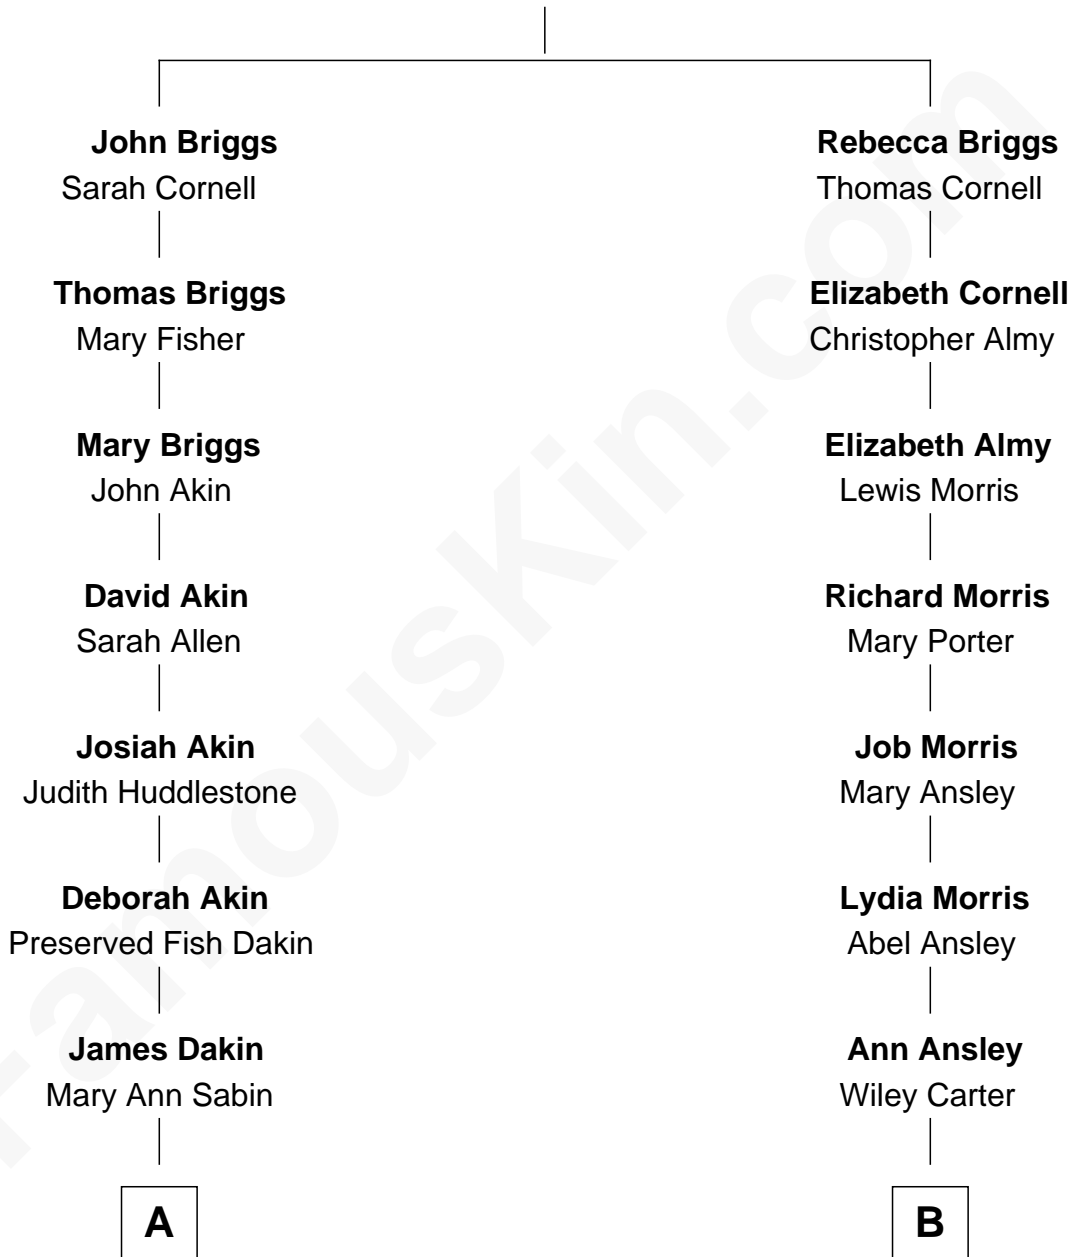 John Briggs
Sarah Cornell
Thomas Briggs
Mary Fisher
Mary Briggs
John Akin
David Akin
Sarah Allen
Josiah Akin
Judith Huddlestone
Deborah Akin
Preserved Fish Dakin
James Dakin
Mary Ann Sabin
A
Rebecca Briggs
Thomas Cornell
Elizabeth Cornell
Christopher Almy
Elizabeth Almy
Lewis Morris
Richard Morris
Mary Porter
Job Morris
Mary Ansley
Lydia Morris
Abel Ansley
Ann Ansley
Wiley Carter
B
FamousKin.com